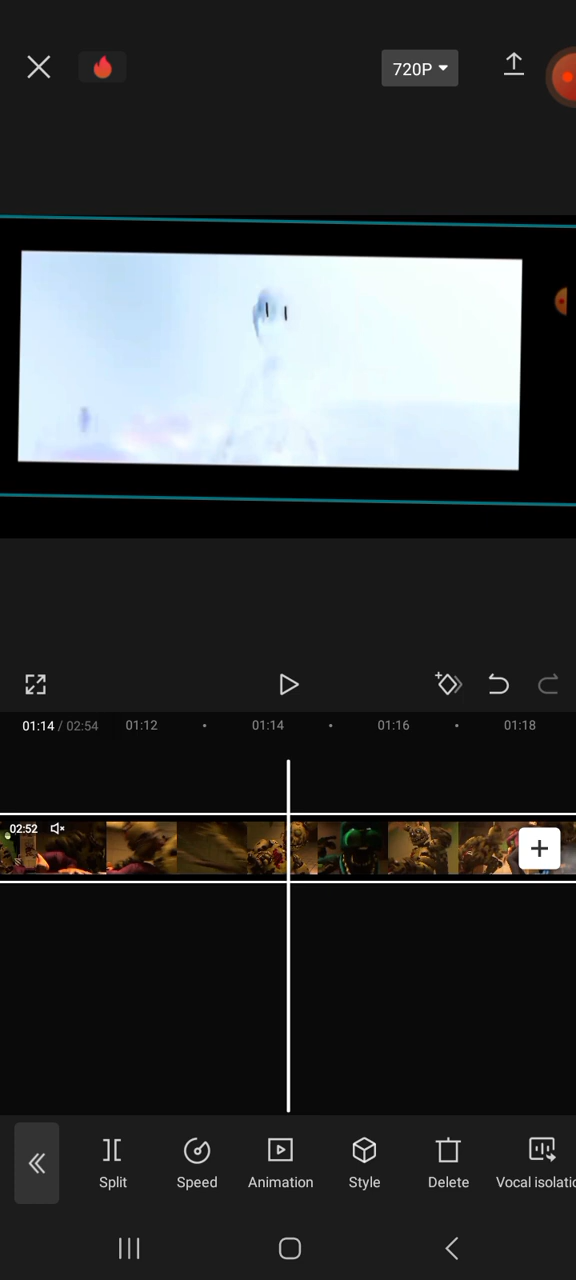 720P
01:14 / 02:54
01:12
01:14
01:16
01:18
02:52
Split
Speed
Animation
Style
Delete
Vocal isolatio